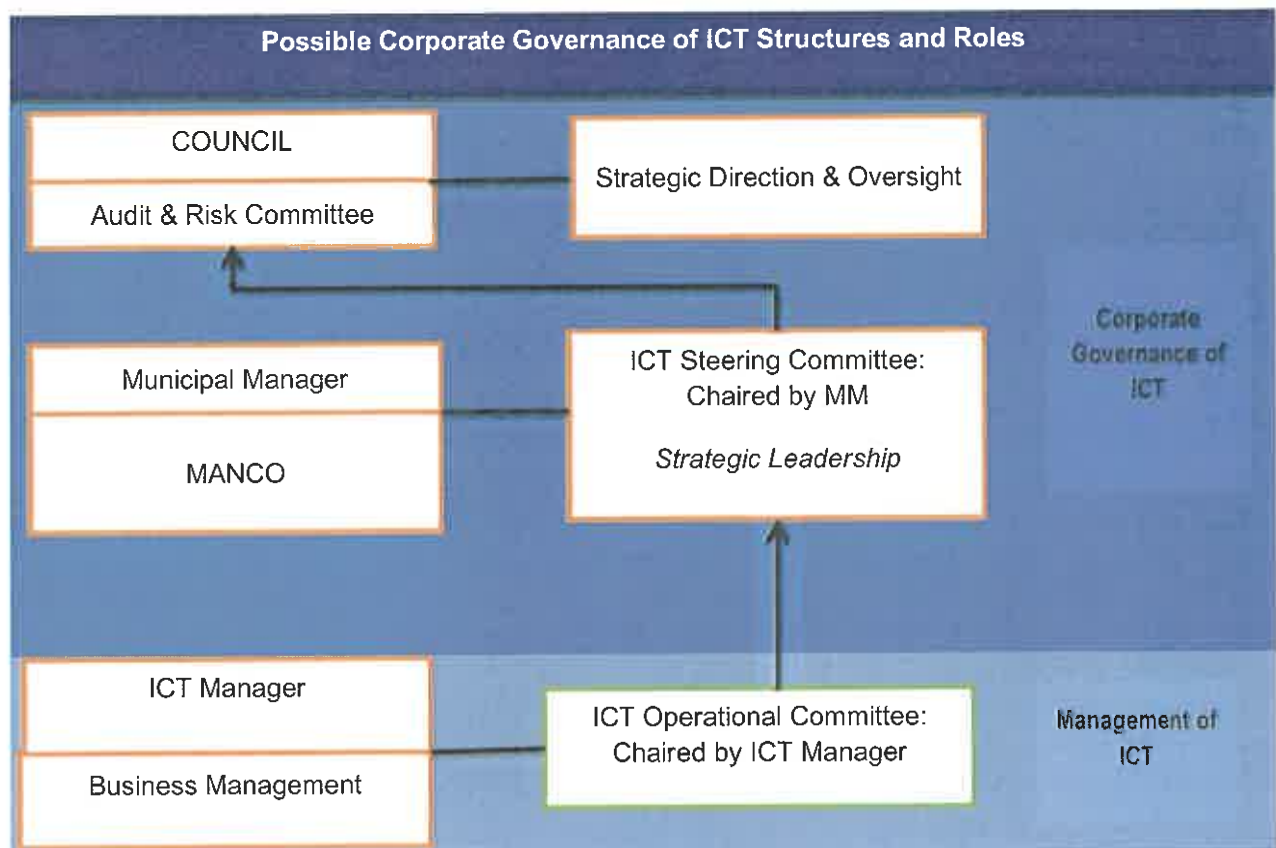 Possible Corporate Governance of ICT Structures and Roles
COUNCIL
Audit & Risk Committee
Strategic Direction & Oversight
Municipal Manager
MANCO
ICT Steering Committee:
Chaired by MM
Strategic Leadership
Corporate
Governance of
ICT
ICT Manager
Business Management
ICT Operational Committee:
Chaired by ICT Manager
Management of
ICT